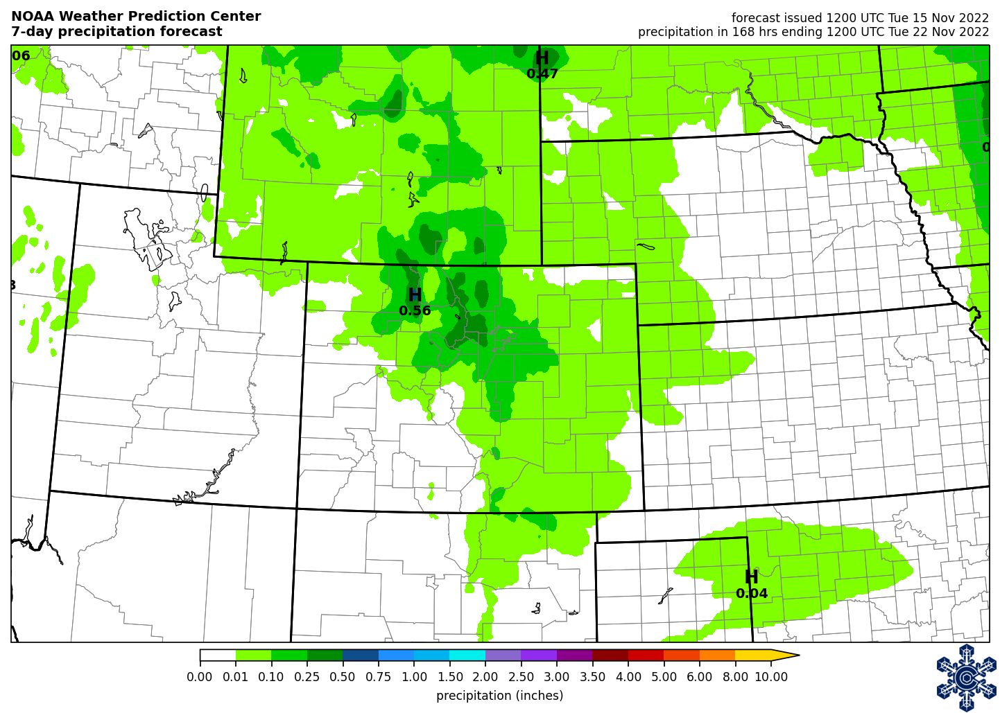 NOAA Weather Prediction Center
7-day precipitation forecast
forecast issued 1200 UTC Tue 15 Nov 2022
precipitation in 168 hrs ending 1200 UTC Tue 22 Nov 2022
06
H
0.47
0
3
H
0.56
H
0.04
0.00 0.01 0.10 0.25 0.50 0.75 1.00 1.50 2.00 2.50 3.00 3.50 4.00 5.00 6.00 8.00 10.00
precipitation (inches)